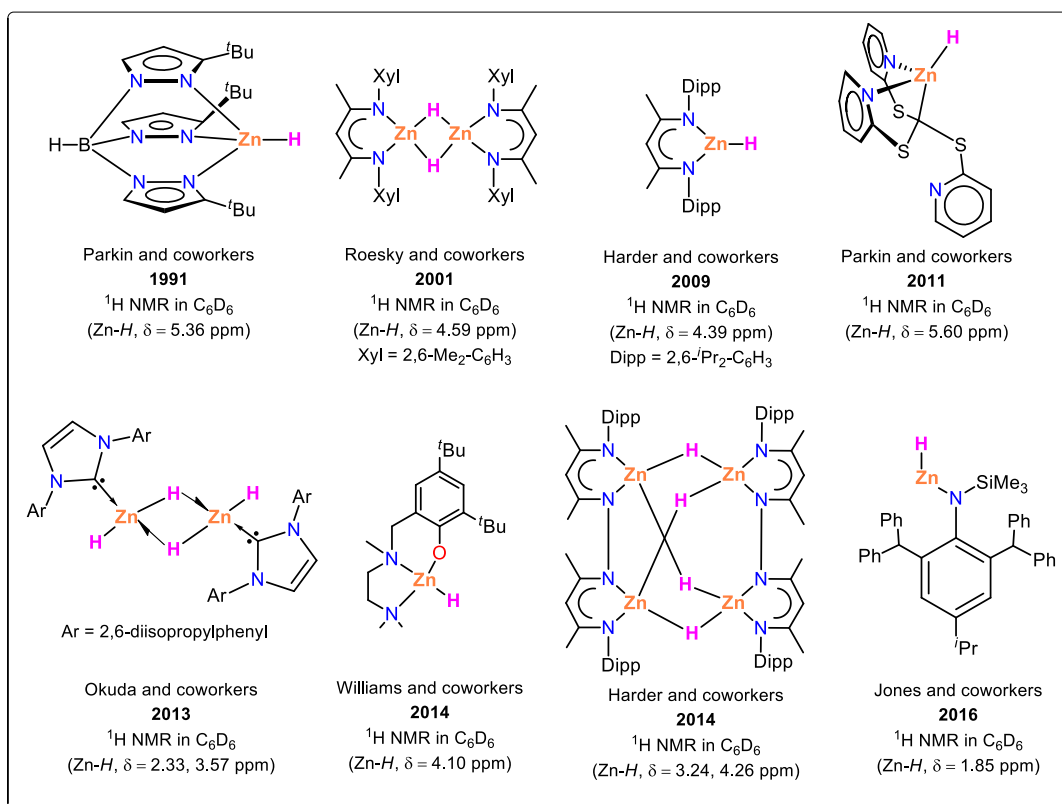 tBu
tBu
tBu
N N
N N
N N
H B
Zn H
Parkin and coworkers
1991
1H NMR in C6D6
(Zn-H, δ = 5.36 ppm)
Xyl Xyl
N N
H
Zn Zn
H
N N
Xyl Xyl
Roesky and coworkers
2001
1H NMR in C6D6
(Zn-H, δ = 4.59 ppm)
Xyl = 2,6-Me2-C6H3
Dipp
N
Zn H
N
Dipp
Harder and coworkers
2009
1H NMR in C6D6
(Zn-H, δ = 4.39 ppm)
Dipp = 2,6-iPr2-C6H3
H
N Zn
N
S
S S
N
Parkin and coworkers
2011
1H NMR in C6D6
(Zn-H, δ = 5.60 ppm)
Ar
N
N
Ar
H H
Zn Zn
H H
N Ar
N
Ar
Ar = 2,6-diisopropylphenyl
Okuda and coworkers
2013
1H NMR in C6D6
(Zn-H, δ = 2.33, 3.57 ppm)
tBu
tBu
N O
Zn
H
N
Williams and coworkers
2014
1H NMR in C6D6
(Zn-H, δ = 4.10 ppm)
Dipp Dipp
N H N
Zn Zn
N H N
N H N
Zn Zn
N H N
Dipp Dipp
Harder and coworkers
2014
1H NMR in C6D6
(Zn-H, δ = 3.24, 4.26 ppm)
H
Zn SiMe3
N
Ph Ph
Ph Ph
iPr
Jones and coworkers
2016
1H NMR in C6D6
(Zn-H, δ = 1.85 ppm)